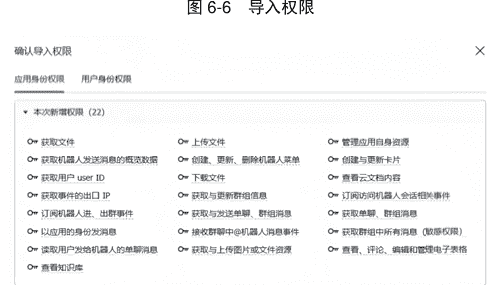 图 6-6 导入权限
确认导入权限
应用身份权限 用户身份权限
本次新增权限（22）
获取文件 上传文件 管理应用自身资源
获取机器人发送消息的概览数据 创建、更新、删除机器人菜单 创建与更新卡片
获取用户 user ID 下载文件 查看云文档内容
获取事件的出口 IP 获取与更新群组信息 订阅访问机器人会话相关事件
订阅机器人进、出群事件 获取与发送单聊、群组消息 获取单聊、群组消息
以应用的身份发消息 接收群聊中@机器人消息事件 获取群组中所有消息（敏感权限）
读取用户发给机器人的单聊消息 获取与上传图片或文件资源 查看、评论、编辑和管理电子表格
查看知识库